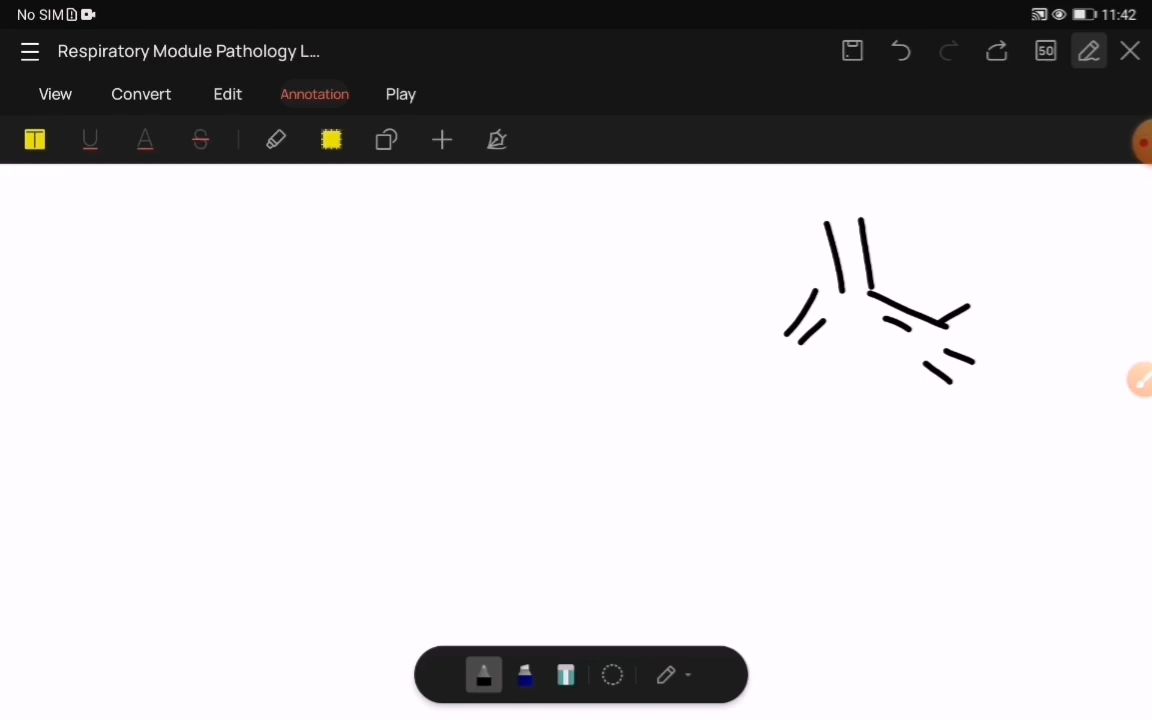 No SIM 11:42
Respiratory Module Pathology L... 50
View Convert Edit Annotation Play
T U A S